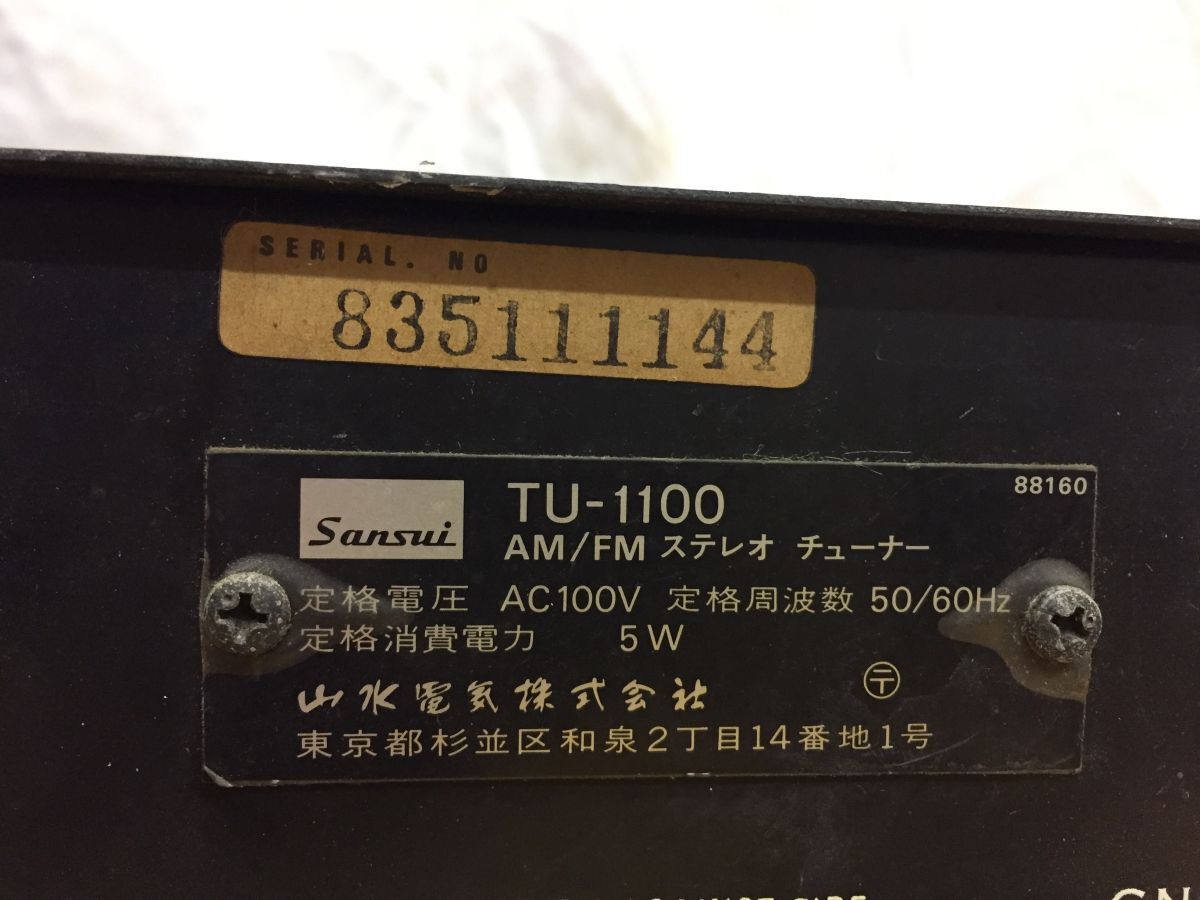 SERIAL. NO
835111144
Sansui
TU-1100
88160
AM/FM ステレオ チューナー
定格電圧 AC100V 定格周波数 50/60Hz
定格消費電力 5W
山水電気株式会社 〒
東京都杉並区和泉2丁目14番地1号